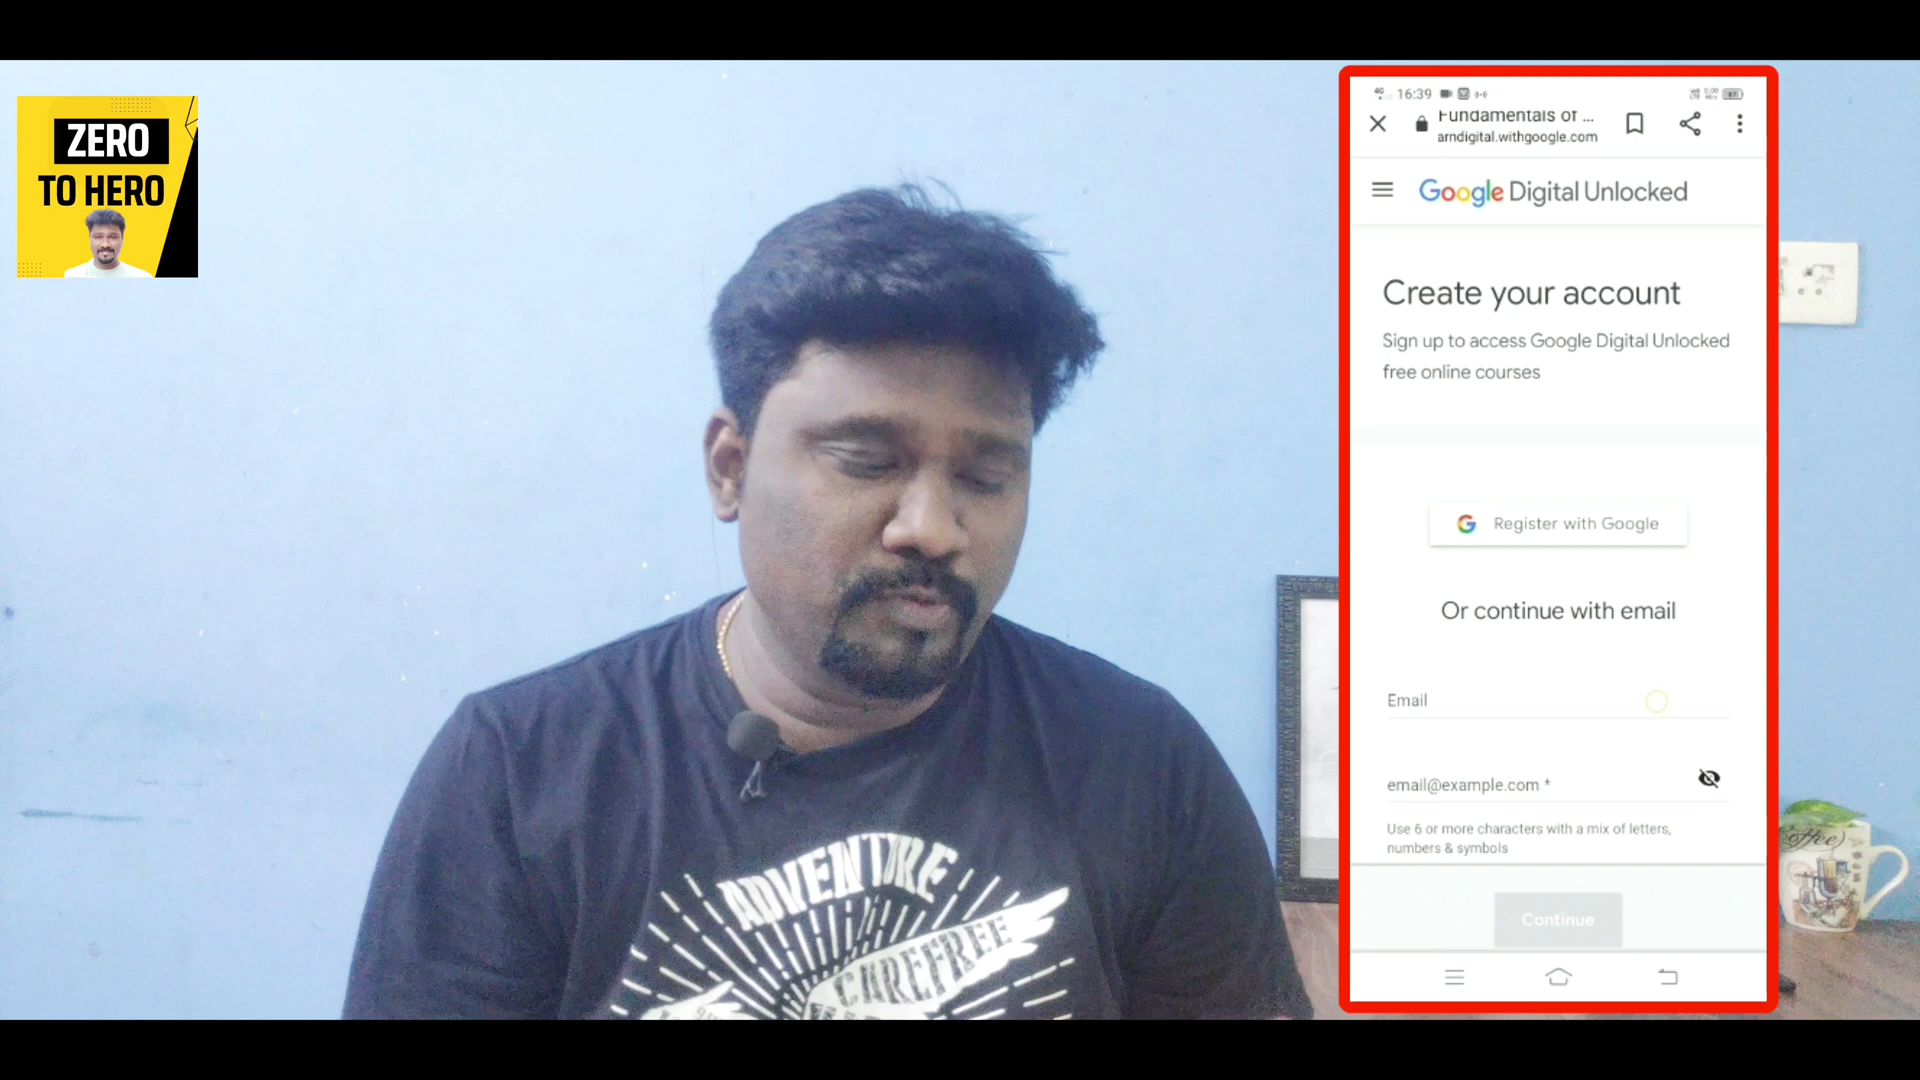 ZERO
TO HERO
16:39
Fundamentals of ...
arndigital.withgoogle.com
Google Digital Unlocked
Create your account
Sign up to access Google Digital Unlocked
free online courses
Register with Google
Or continue with email
Email
email@example.com *
Use 6 or more characters with a mix of letters,
numbers & symbols
Continue
ADVENTURE
CAREFREE
Coffee